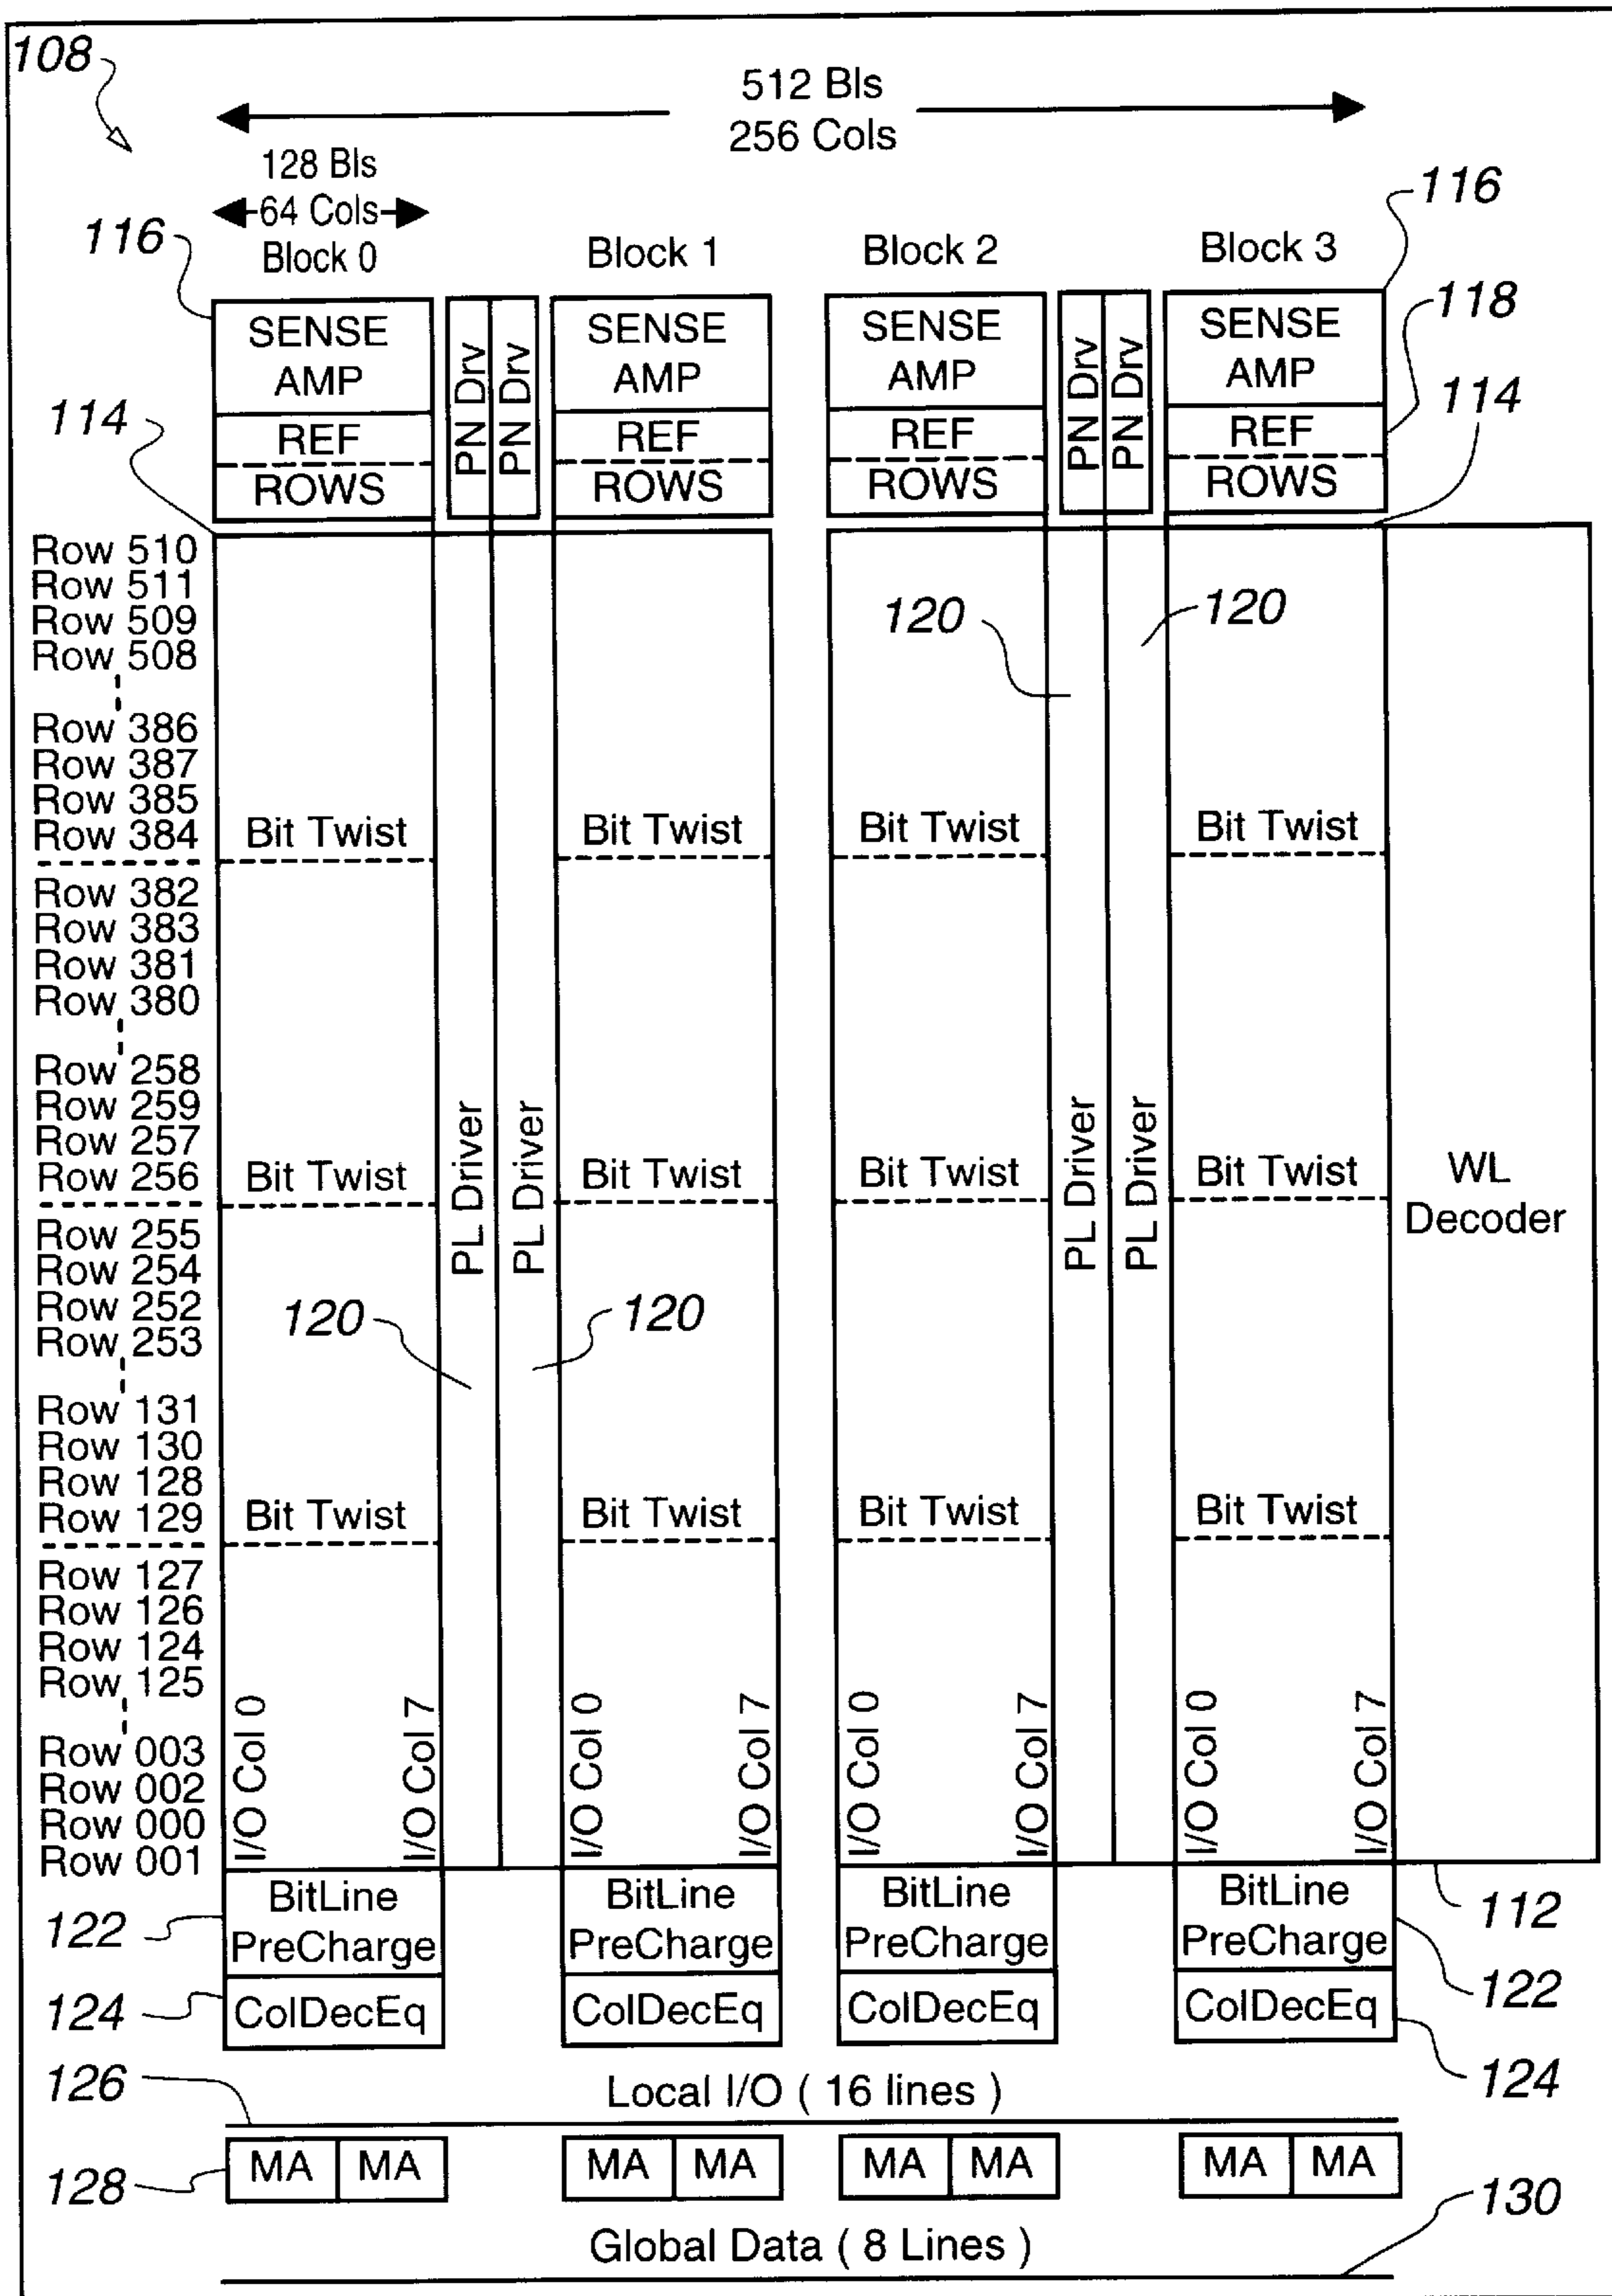 108
512 Bls
256 Cols
128 Bls
64 Cols
Block 0
Block 1
Block 2
Block 3
116
116
118
114
114
SENSE
AMP
REF
ROWS
PN Drv
PN Drv
SENSE
AMP
REF
ROWS
SENSE
AMP
REF
ROWS
PN Drv
PN Drv
SENSE
AMP
REF
ROWS
Row 510
Row 511
Row 509
Row 508
Row 386
Row 387
Row 385
Row 384
Row 382
Row 383
Row 381
Row 380
Row 258
Row 259
Row 257
Row 256
Row 255
Row 254
Row 252
Row 253
Row 131
Row 130
Row 128
Row 129
Row 127
Row 126
Row 124
Row 125
Row 003
Row 002
Row 000
Row 001
120
120
Bit Twist
Bit Twist
Bit Twist
Bit Twist
Bit Twist
Bit Twist
Bit Twist
Bit Twist
PL Driver
PL Driver
PL Driver
PL Driver
WL
Decoder
120
120
Bit Twist
Bit Twist
Bit Twist
Bit Twist
I/O Col 0
I/O Col 7
I/O Col 0
I/O Col 7
I/O Col 0
I/O Col 7
I/O Col 0
I/O Col 7
BitLine
PreCharge
BitLine
PreCharge
BitLine
PreCharge
BitLine
PreCharge
112
122
122
ColDecEq
ColDecEq
ColDecEq
ColDecEq
124
124
126
Local I/O ( 16 lines )
128
MA
MA
MA
MA
MA
MA
MA
MA
130
Global Data ( 8 Lines )